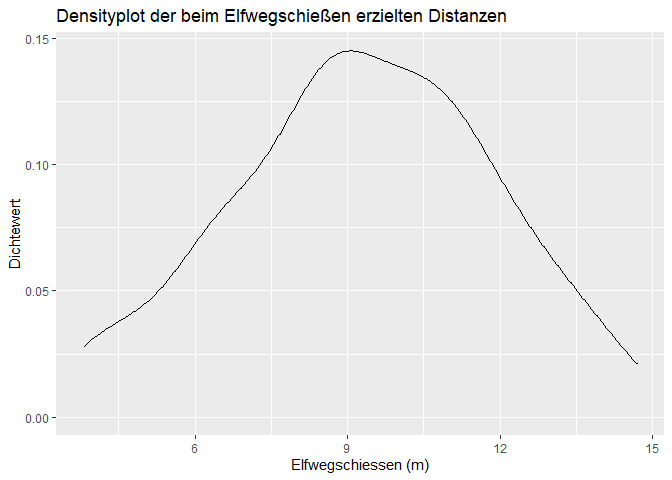 Densityplot der beim Elfwegschießen erzielten Distanzen
0.15
0.10
0.05
0.00
Dichtewert
6 9 12 15
Elfwegschiessen (m)